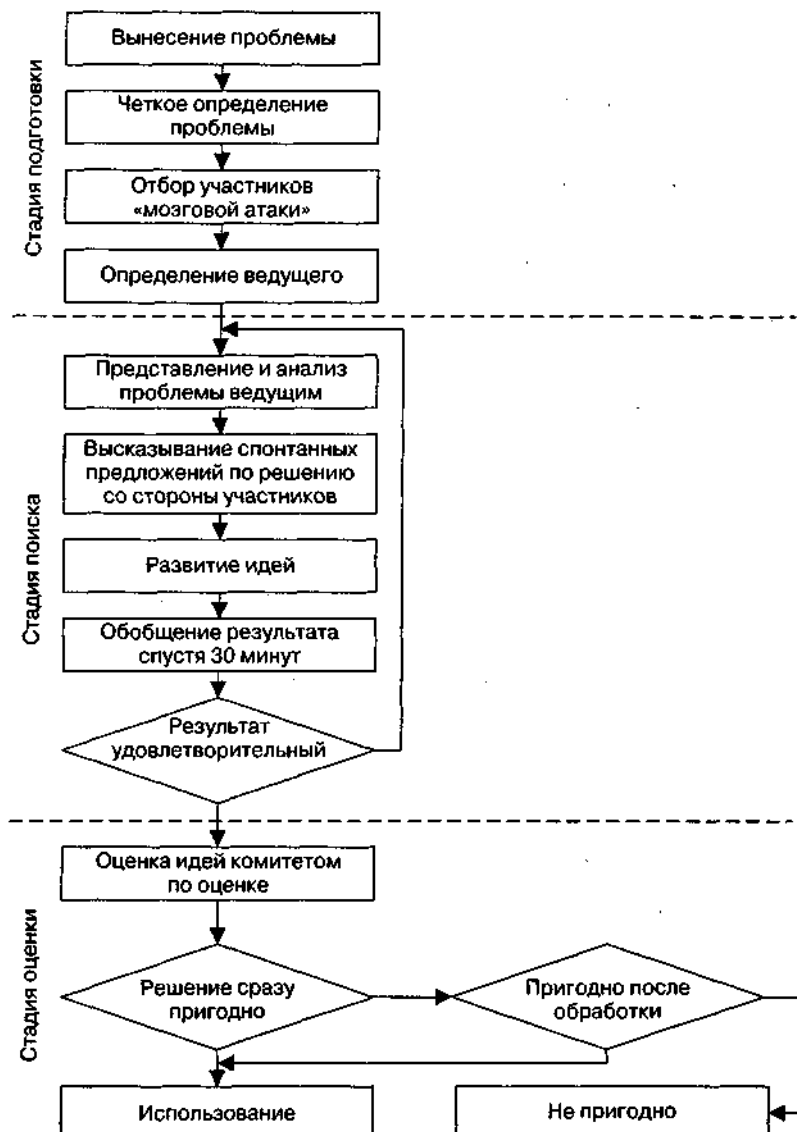 Стадия подготовки
Вынесение проблемы
Четкое определение
проблемы
Отбор участников
«мозговой атаки»
Определение ведущего
Стадия поиска
Представление и анализ
проблемы ведущим
Высказывание спонтанных
предложений по решению
со стороны участников
Развитие идей
Обобщение результата
спустя 30 минут
Результат
удовлетворительный
Стадия оценки
Оценка идей комитетом
по оценке
Решение сразу
пригодно
Пригодно после
обработки
Использование
Не пригодно